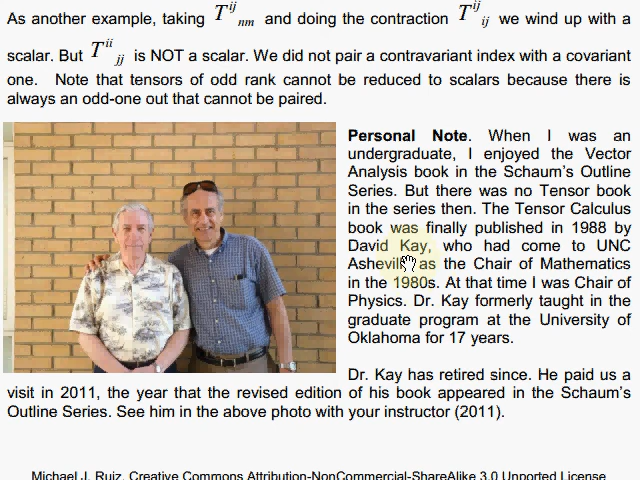 As another example, taking T^{ij}_{nm} and doing the contraction T^{ij}_{ij} we wind up with a
scalar. But T^{ii}_{jj} is NOT a scalar. We did not pair a contravariant index with a covariant
one. Note that tensors of odd rank cannot be reduced to scalars because there is
always an odd-one out that cannot be paired.
Personal Note. When I was an
undergraduate, I enjoyed the Vector
Analysis book in the Schaum's Outline
Series. But there was no Tensor book
in the series then. The Tensor Calculus
book was finally published in 1988 by
David Kay, who had come to UNC
Asheville as the Chair of Mathematics
in the 1980s. At that time I was Chair of
Physics. Dr. Kay formerly taught in the
graduate program at the University of
Oklahoma for 17 years.
Dr. Kay has retired since. He paid us a
visit in 2011, the year that the revised edition of his book appeared in the Schaum's
Outline Series. See him in the above photo with your instructor (2011).
Michael J. Ruiz, Creative Commons Attribution-NonCommercial-ShareAlike 3.0 Unported License